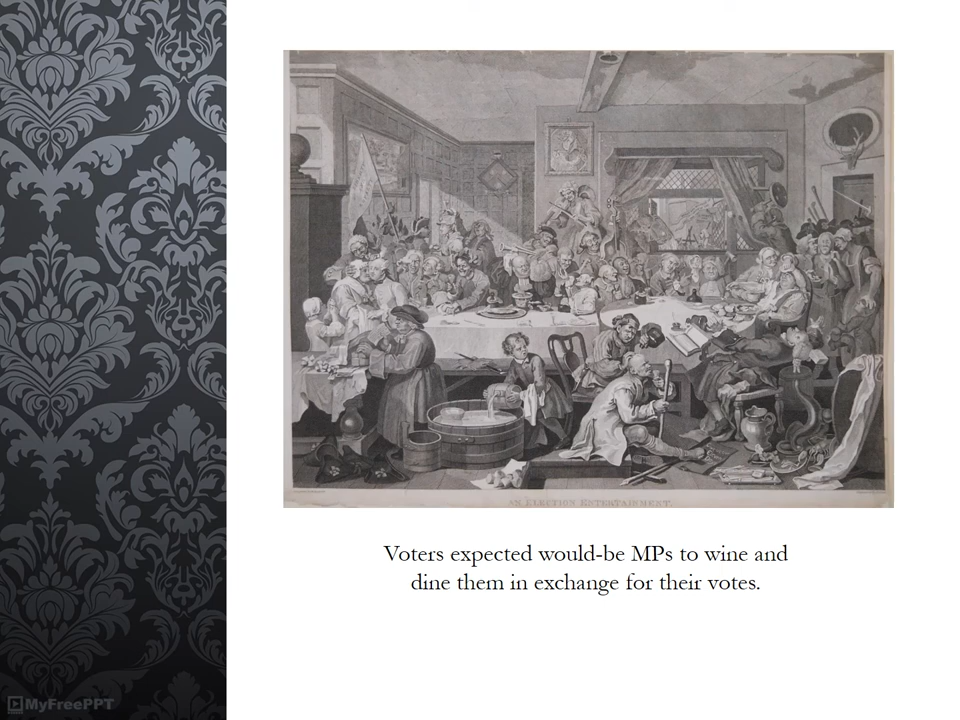 AN ELECTION ENTERTAINMENT.
Voters expected would-be MPs to wine and
dine them in exchange for their votes.
MyFreePPT